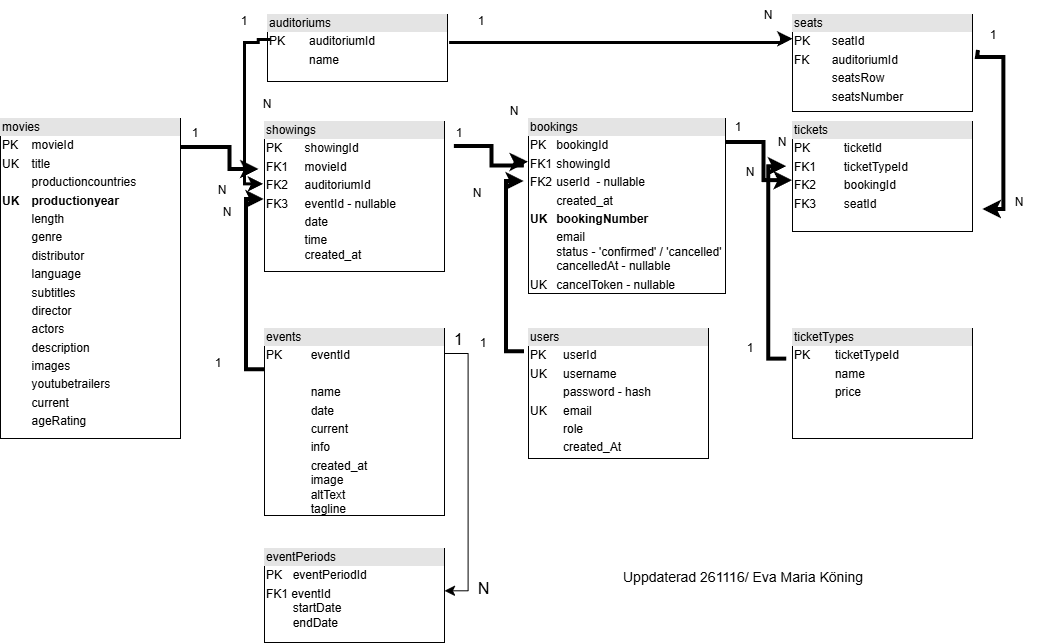 1
auditoriums
PK auditoriumId
name
1
N
seats
PK seatId
FK auditoriumId
seatsRow
seatsNumber
1
N
movies
PK movieId
UK title
productioncountries
UK productionyear
length
genre
distributor
language
subtitles
director
actors
description
images
youtubetrailers
current
ageRating
1
N
N
N
showings
PK showingId
FK1 movieId
FK2 auditoriumId
FK3 eventId - nullable
date
time
created_at
1
N
N
bookings
PK bookingId
FK1 showingId
FK2 userId - nullable
created_at
UK bookingNumber
email
status - 'confirmed' / 'cancelled'
cancelledAt - nullable
UK cancelToken - nullable
1
N
N
tickets
PK ticketId
FK1 ticketTypeId
FK2 bookingId
FK3 seatId
1
events
PK eventId
name
date
current
info
created_at
image
altText
tagline
1
1
users
PK userId
UK username
password - hash
UK email
role
created_At
1
ticketTypes
PK ticketTypeId
name
price
eventPeriods
PK eventPeriodId
FK1 eventId
startDate
endDate
N
Uppdaterad 261116/ Eva Maria Köning